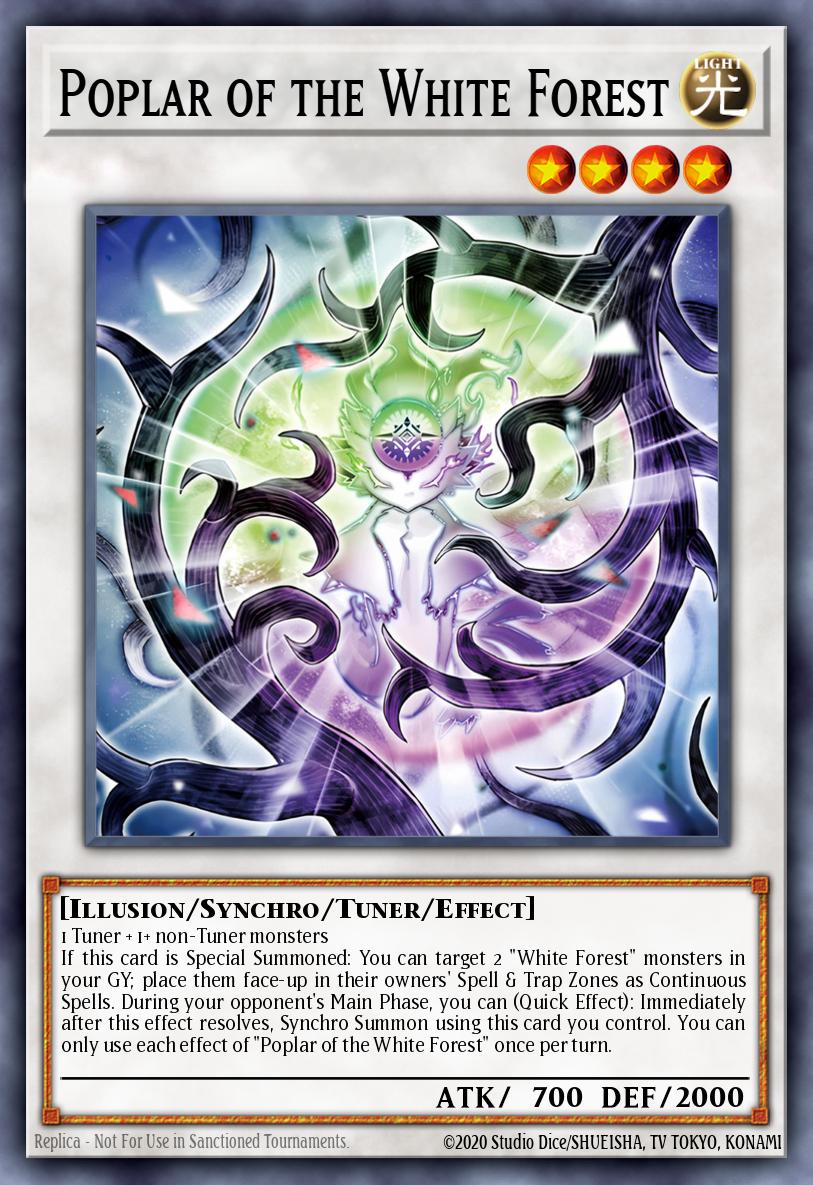 Poplar of the White Forest
LIGHT
光
[Illusion/Synchro/Tuner/Effect]
1 Tuner + 1+ non-Tuner monsters
If this card is Special Summoned: You can target 2 "White Forest" monsters in
your GY; place them face-up in their owners' Spell & Trap Zones as Continuous
Spells. During your opponent's Main Phase, you can (Quick Effect): Immediately
after this effect resolves, Synchro Summon using this card you control. You can
only use each effect of "Poplar of the White Forest" once per turn.
ATK/ 700 DEF/2000
Replica - Not For Use in Sanctioned Tournaments.
©2020 Studio Dice/SHUEISHA, TV TOKYO, KONAMI